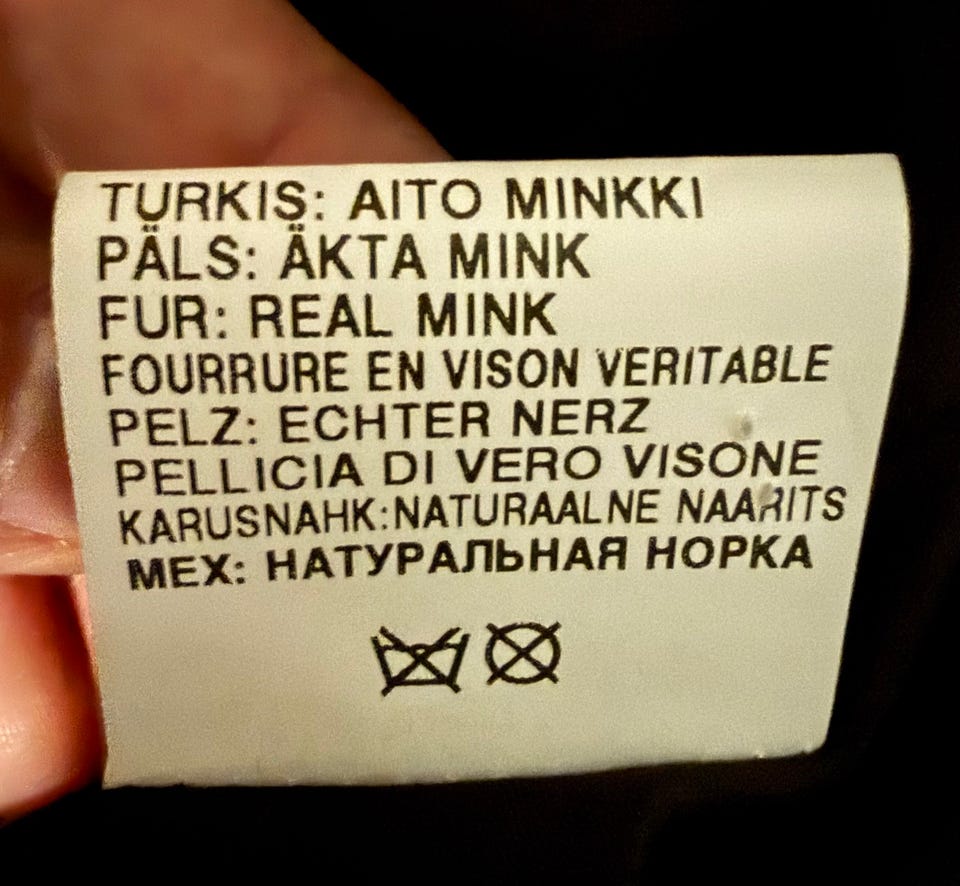 TURKIS: AITO MINKKI
PÄLS: ÄKTA MINK
FUR: REAL MINK
FOURRURE EN VISON VERITABLE
PELZ: ECHTER NERZ
PELLICIA DI VERO VISONE
KARUSNAHK:NATURAALNE NAARITS
МЕХ: НАТУРАЛЬНАЯ НОРКА